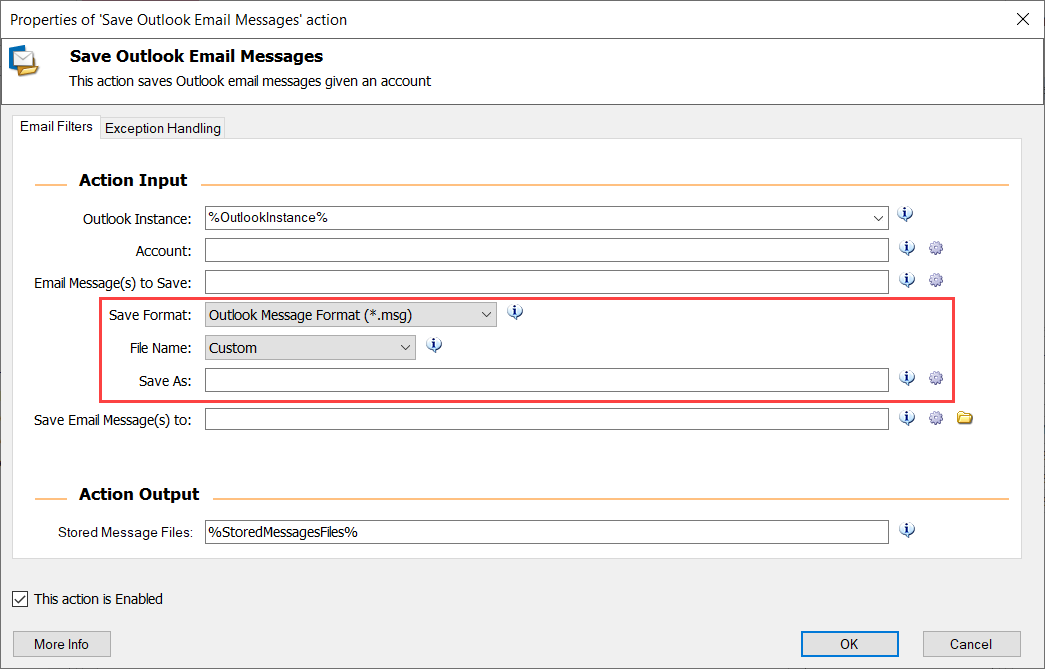 Properties of 'Save Outlook Email Messages' action
Save Outlook Email Messages
This action saves Outlook email messages given an account
Email Filters Exception Handling
Action Input
Outlook Instance: %OutlookInstance%
Account:
Email Message(s) to Save:
Save Format: Outlook Message Format (*.msg)
File Name: Custom
Save As:
Save Email Message(s) to:
Action Output
Stored Message Files: %StoredMessagesFiles%
This action is Enabled
More Info OK Cancel